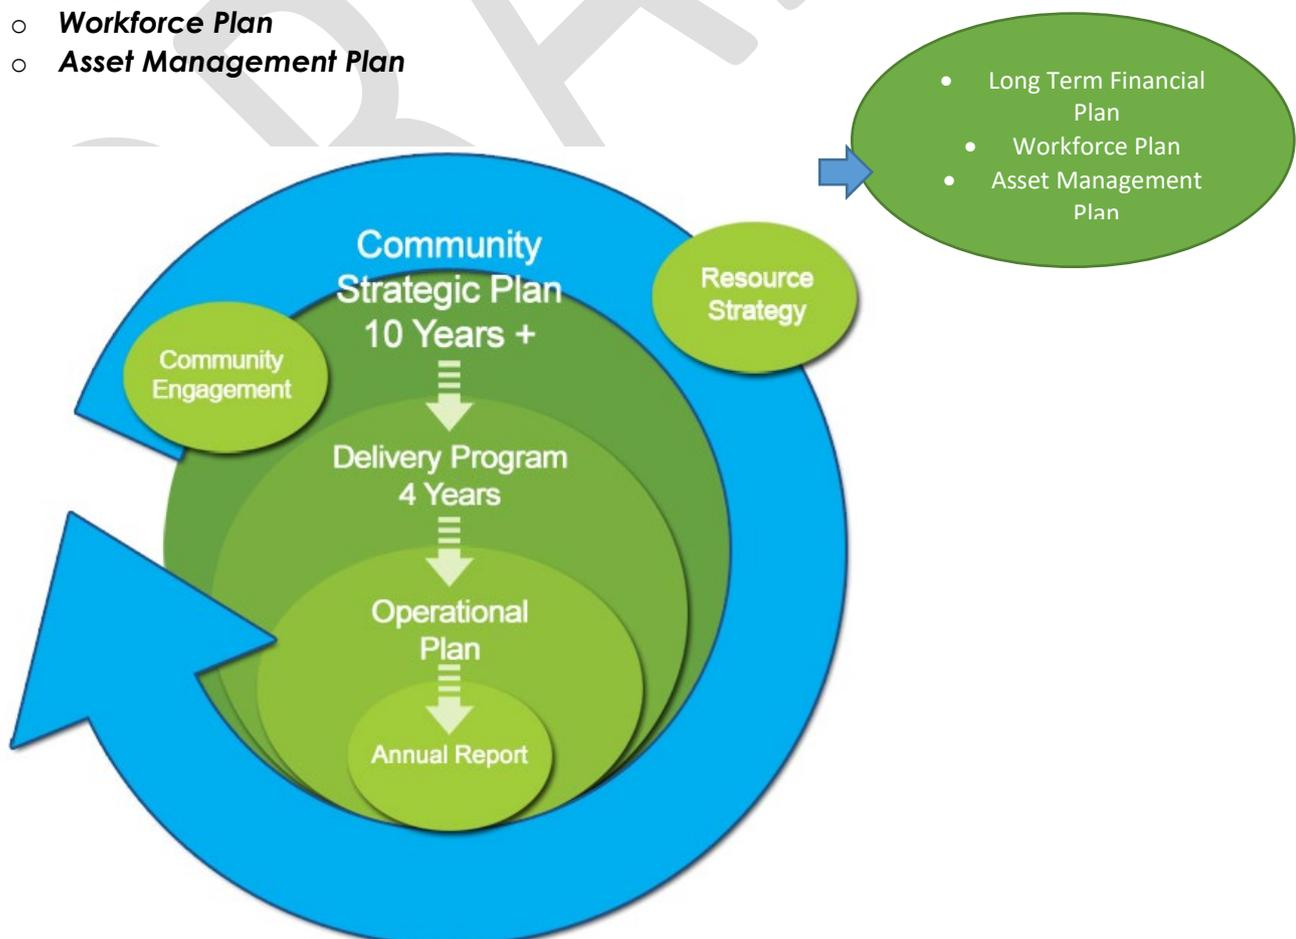 o Workforce Plan
o Asset Management Plan
• Long Term Financial
Plan
• Workforce Plan
• Asset Management
Plan
Community
Strategic Plan
10 Years +
Resource
Strategy
Community
Engagement
Delivery Program
4 Years
Operational
Plan
Annual Report